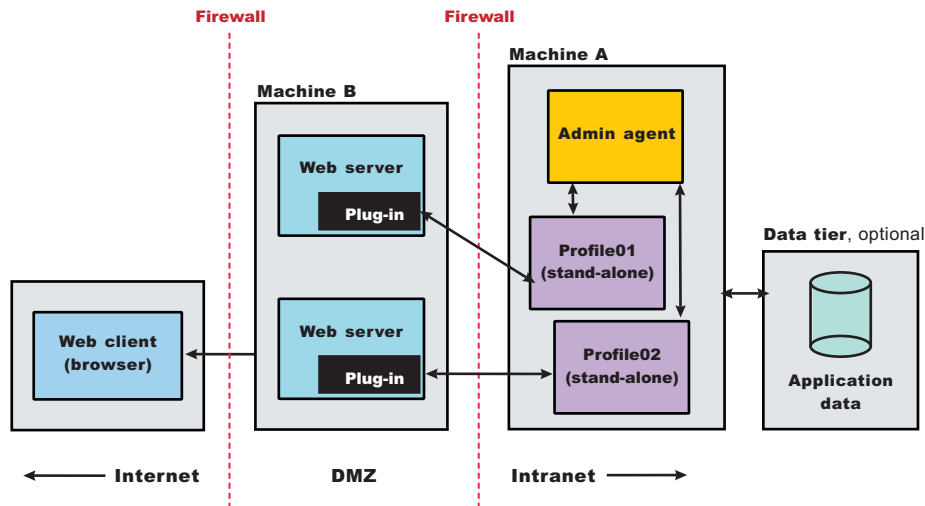 Firewall
Firewall
Machine A
Machine B
Admin agent
Web server
Plug-in
Profile01
(stand-alone)
Data tier, optional
Web server
Plug-in
Web client
(browser)
Profile02
(stand-alone)
Application
data
Internet
DMZ
Intranet